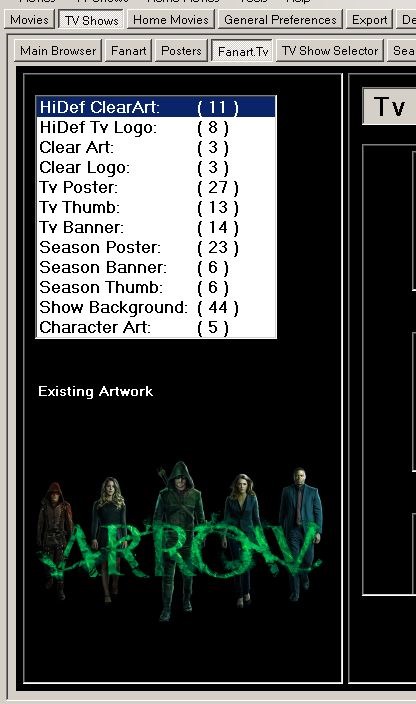 Movies TV Shows Home Movies General Preferences Export De
Main Browser Fanart Posters Fanart.Tv TV Show Selector Sea
HiDef ClearArt: ( 11 )
HiDef Tv Logo: ( 8 )
Clear Art: ( 3 )
Clear Logo: ( 3 )
Tv Poster: ( 27 )
Tv Thumb: ( 13 )
Tv Banner: ( 14 )
Season Poster: ( 23 )
Season Banner: ( 6 )
Season Thumb: ( 6 )
Show Background: ( 44 )
Character Art: ( 5 )
Tv
Existing Artwork
ARROW